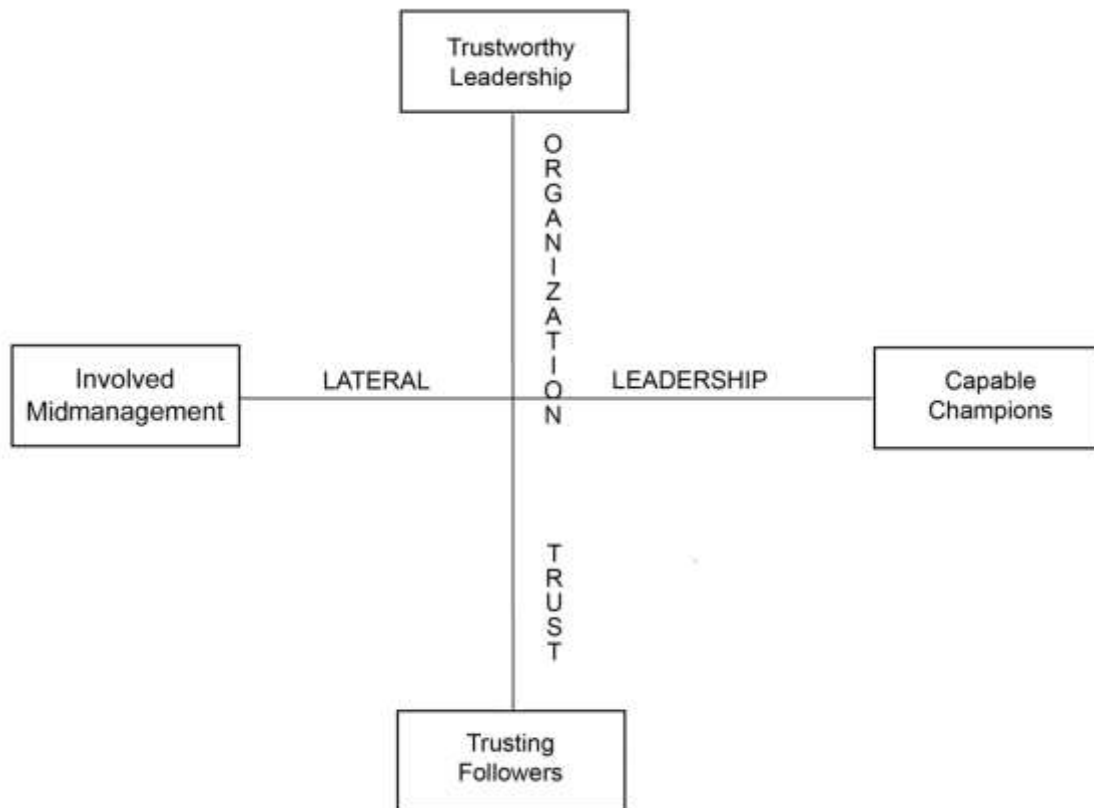 Trustworthy
Leadership
ORGANIZATION
Involved
Midmanagement
LATERAL
LEADERSHIP
Capable
Champions
TRUST
Trusting
Followers